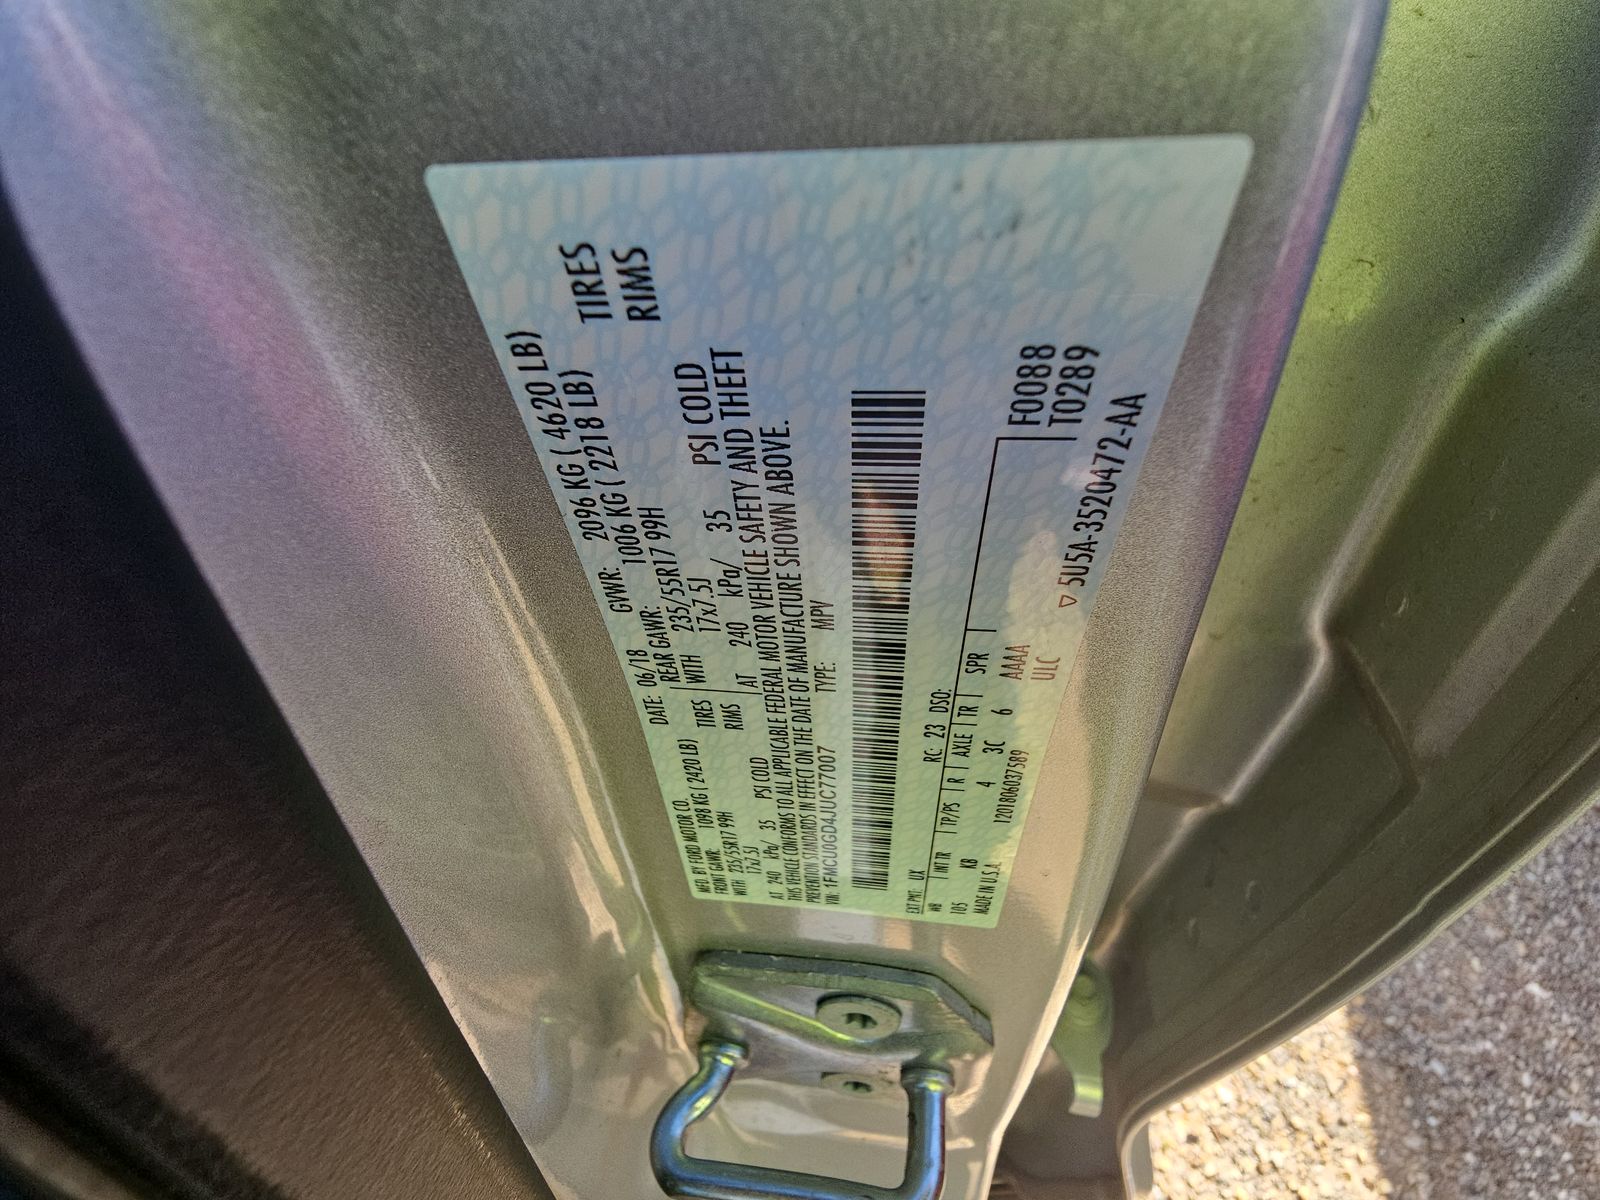 MFD. BY FORD MOTOR CO.
DATE: 06/18 GVWR: 2096 KG ( 4620 LB)
FRONT GAWR: 1098 KG ( 2420 LB) REAR GAWR: 1006 KG ( 2218 LB)
WITH 235/55R17 99H TIRES WITH 235/55R17 99H TIRES
17x7.5J RIMS 17x7.5J RIMS
AT 240 kPa/ 35 PSI COLD AT 240 kPa/ 35 PSI COLD
THIS VEHICLE CONFORMS TO ALL APPLICABLE FEDERAL MOTOR VEHICLE SAFETY AND THEFT
PREVENTION STANDARDS IN EFFECT ON THE DATE OF MANUFACTURE SHOWN ABOVE.
VIN: 1FMCU0GD4JUC77007 TYPE: MPV
EXT PNT: UX RC: 23 DSO: F0088
WB INT TR TP/PS R AXLE TR SPR T0289
105 KB 4 3C 6 AAAA
ULC
MADE IN U.S.A. 1201806037589 ▽ 5U5A-3520472-AA